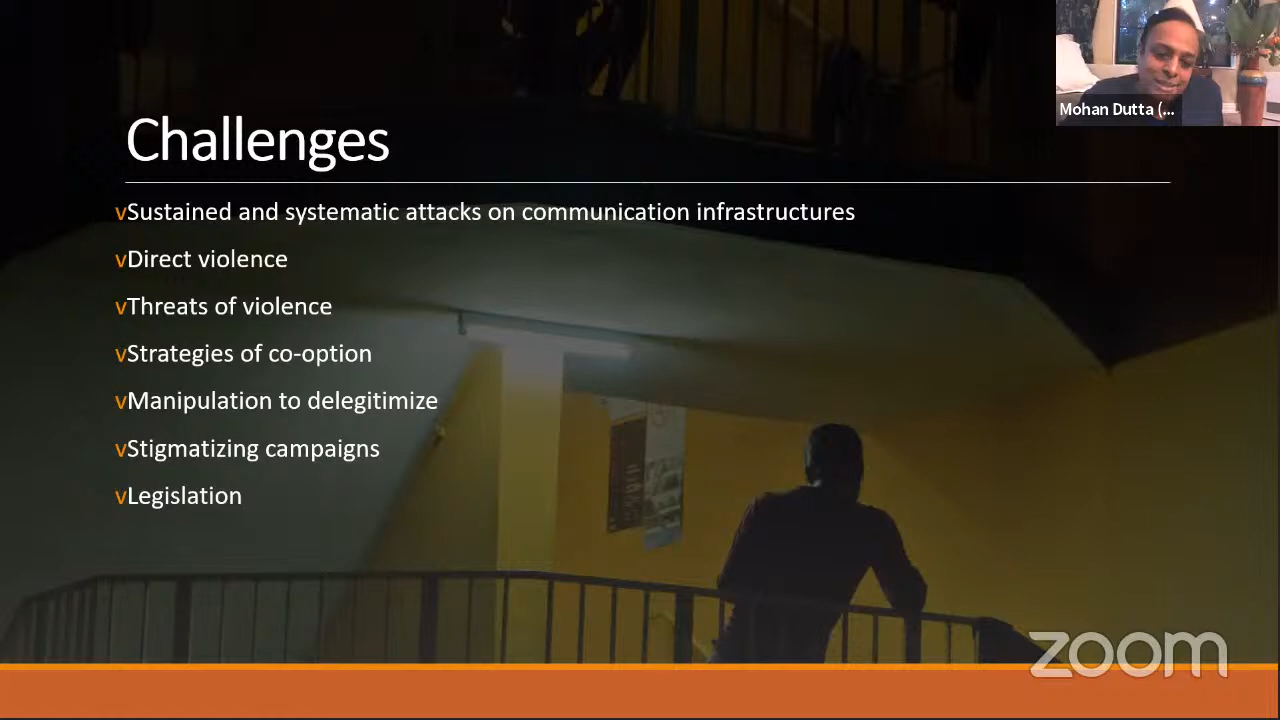 Mohan Dutta (...
Challenges
vSustained and systematic attacks on communication infrastructures
vDirect violence
vThreats of violence
vStrategies of co-option
vManipulation to delegitimize
vStigmatizing campaigns
vLegislation
zoom